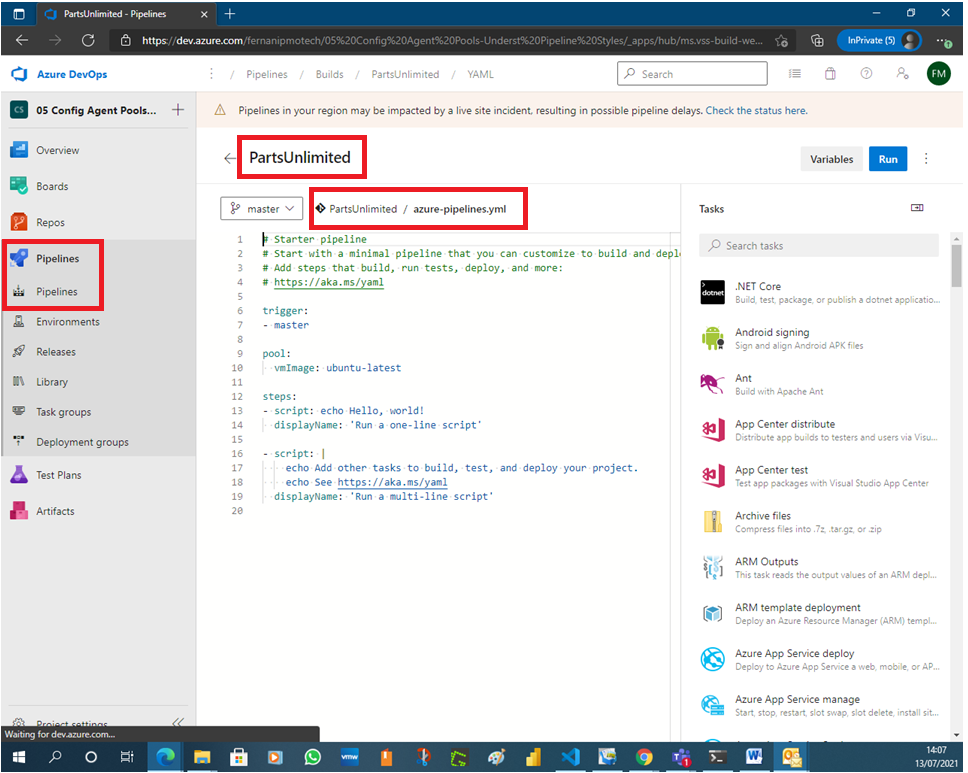 PartsUnlimited - Pipelines
https://dev.azure.com/fernanipmotech/05%20Config%20Agent%20Pools-Underst%20Pipeline%20Styles/_apps/hub/ms.vss-build-we...
InPrivate (5)
Azure DevOps
/ Pipelines / Builds / PartsUnlimited / YAML
Search
FM
CS
05 Config Agent Pools...
Pipelines in your region may be impacted by a live site incident, resulting in possible pipeline delays. Check the status here.
Overview
Boards
Repos
Pipelines
Pipelines
Environments
Releases
Library
Task groups
Deployment groups
Test Plans
Artifacts
Project settings
Waiting for dev.azure.com...
PartsUnlimited
Variables
Run
master
PartsUnlimited / azure-pipelines.yml
1 # Starter pipeline
2 # Start with a minimal pipeline that you can customize to build and depl
3 # Add steps that build, run tests, deploy, and more:
4 # https://aka.ms/yaml
5
6 trigger:
7 - master
8
9 pool:
10 vmImage: ubuntu-latest
11
12 steps:
13 - script: echo Hello, world!
14 displayName: 'Run a one-line script'
15
16 - script: |
17 echo Add other tasks to build, test, and deploy your project.
18 echo See https://aka.ms/yaml
19 displayName: 'Run a multi-line script'
20
Tasks
Search tasks
dotnet
.NET Core
Build, test, package, or publish a dotnet applicatio...
Android signing
Sign and align Android APK files
Ant
Build with Apache Ant
App Center distribute
Distribute app builds to testers and users via Visu...
App Center test
Test app packages with Visual Studio App Center
Archive files
Compress files into .7z, .tar.gz, or .zip
ARM Outputs
This task reads the output values of an ARM depl...
ARM template deployment
Deploy an Azure Resource Manager (ARM) templ...
Azure App Service deploy
Deploy to Azure App Service a web, mobile, or AP...
Azure App Service manage
Start, stop, restart, slot swap, slot delete, install sit...
vmw
14:07
13/07/2021